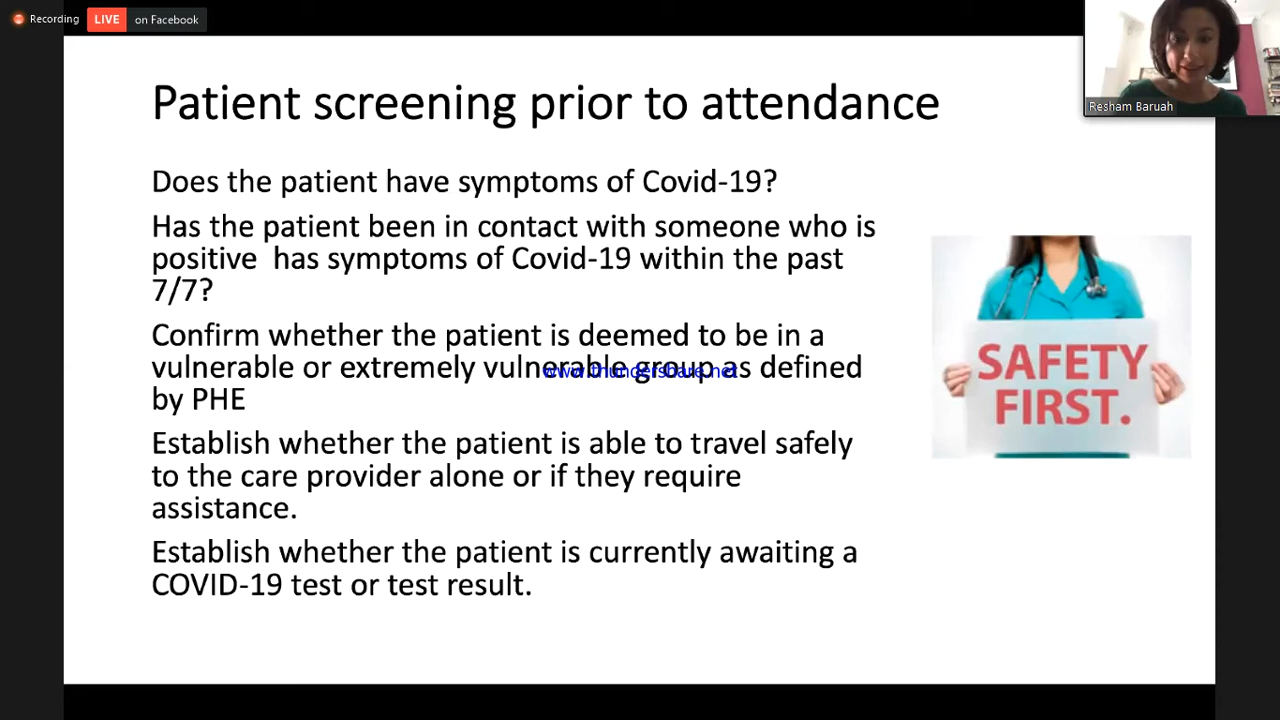 Recording
LIVE on Facebook
Resham Baruah
Patient screening prior to attendance
Does the patient have symptoms of Covid-19?
Has the patient been in contact with someone who is
positive has symptoms of Covid-19 within the past
7/7?
Confirm whether the patient is deemed to be in a
vulnerable or extremely vulnerable group as defined
by PHE
Establish whether the patient is able to travel safely
to the care provider alone or if they require
assistance.
Establish whether the patient is currently awaiting a
COVID-19 test or test result.
www.thundershare.net
SAFETY
FIRST.